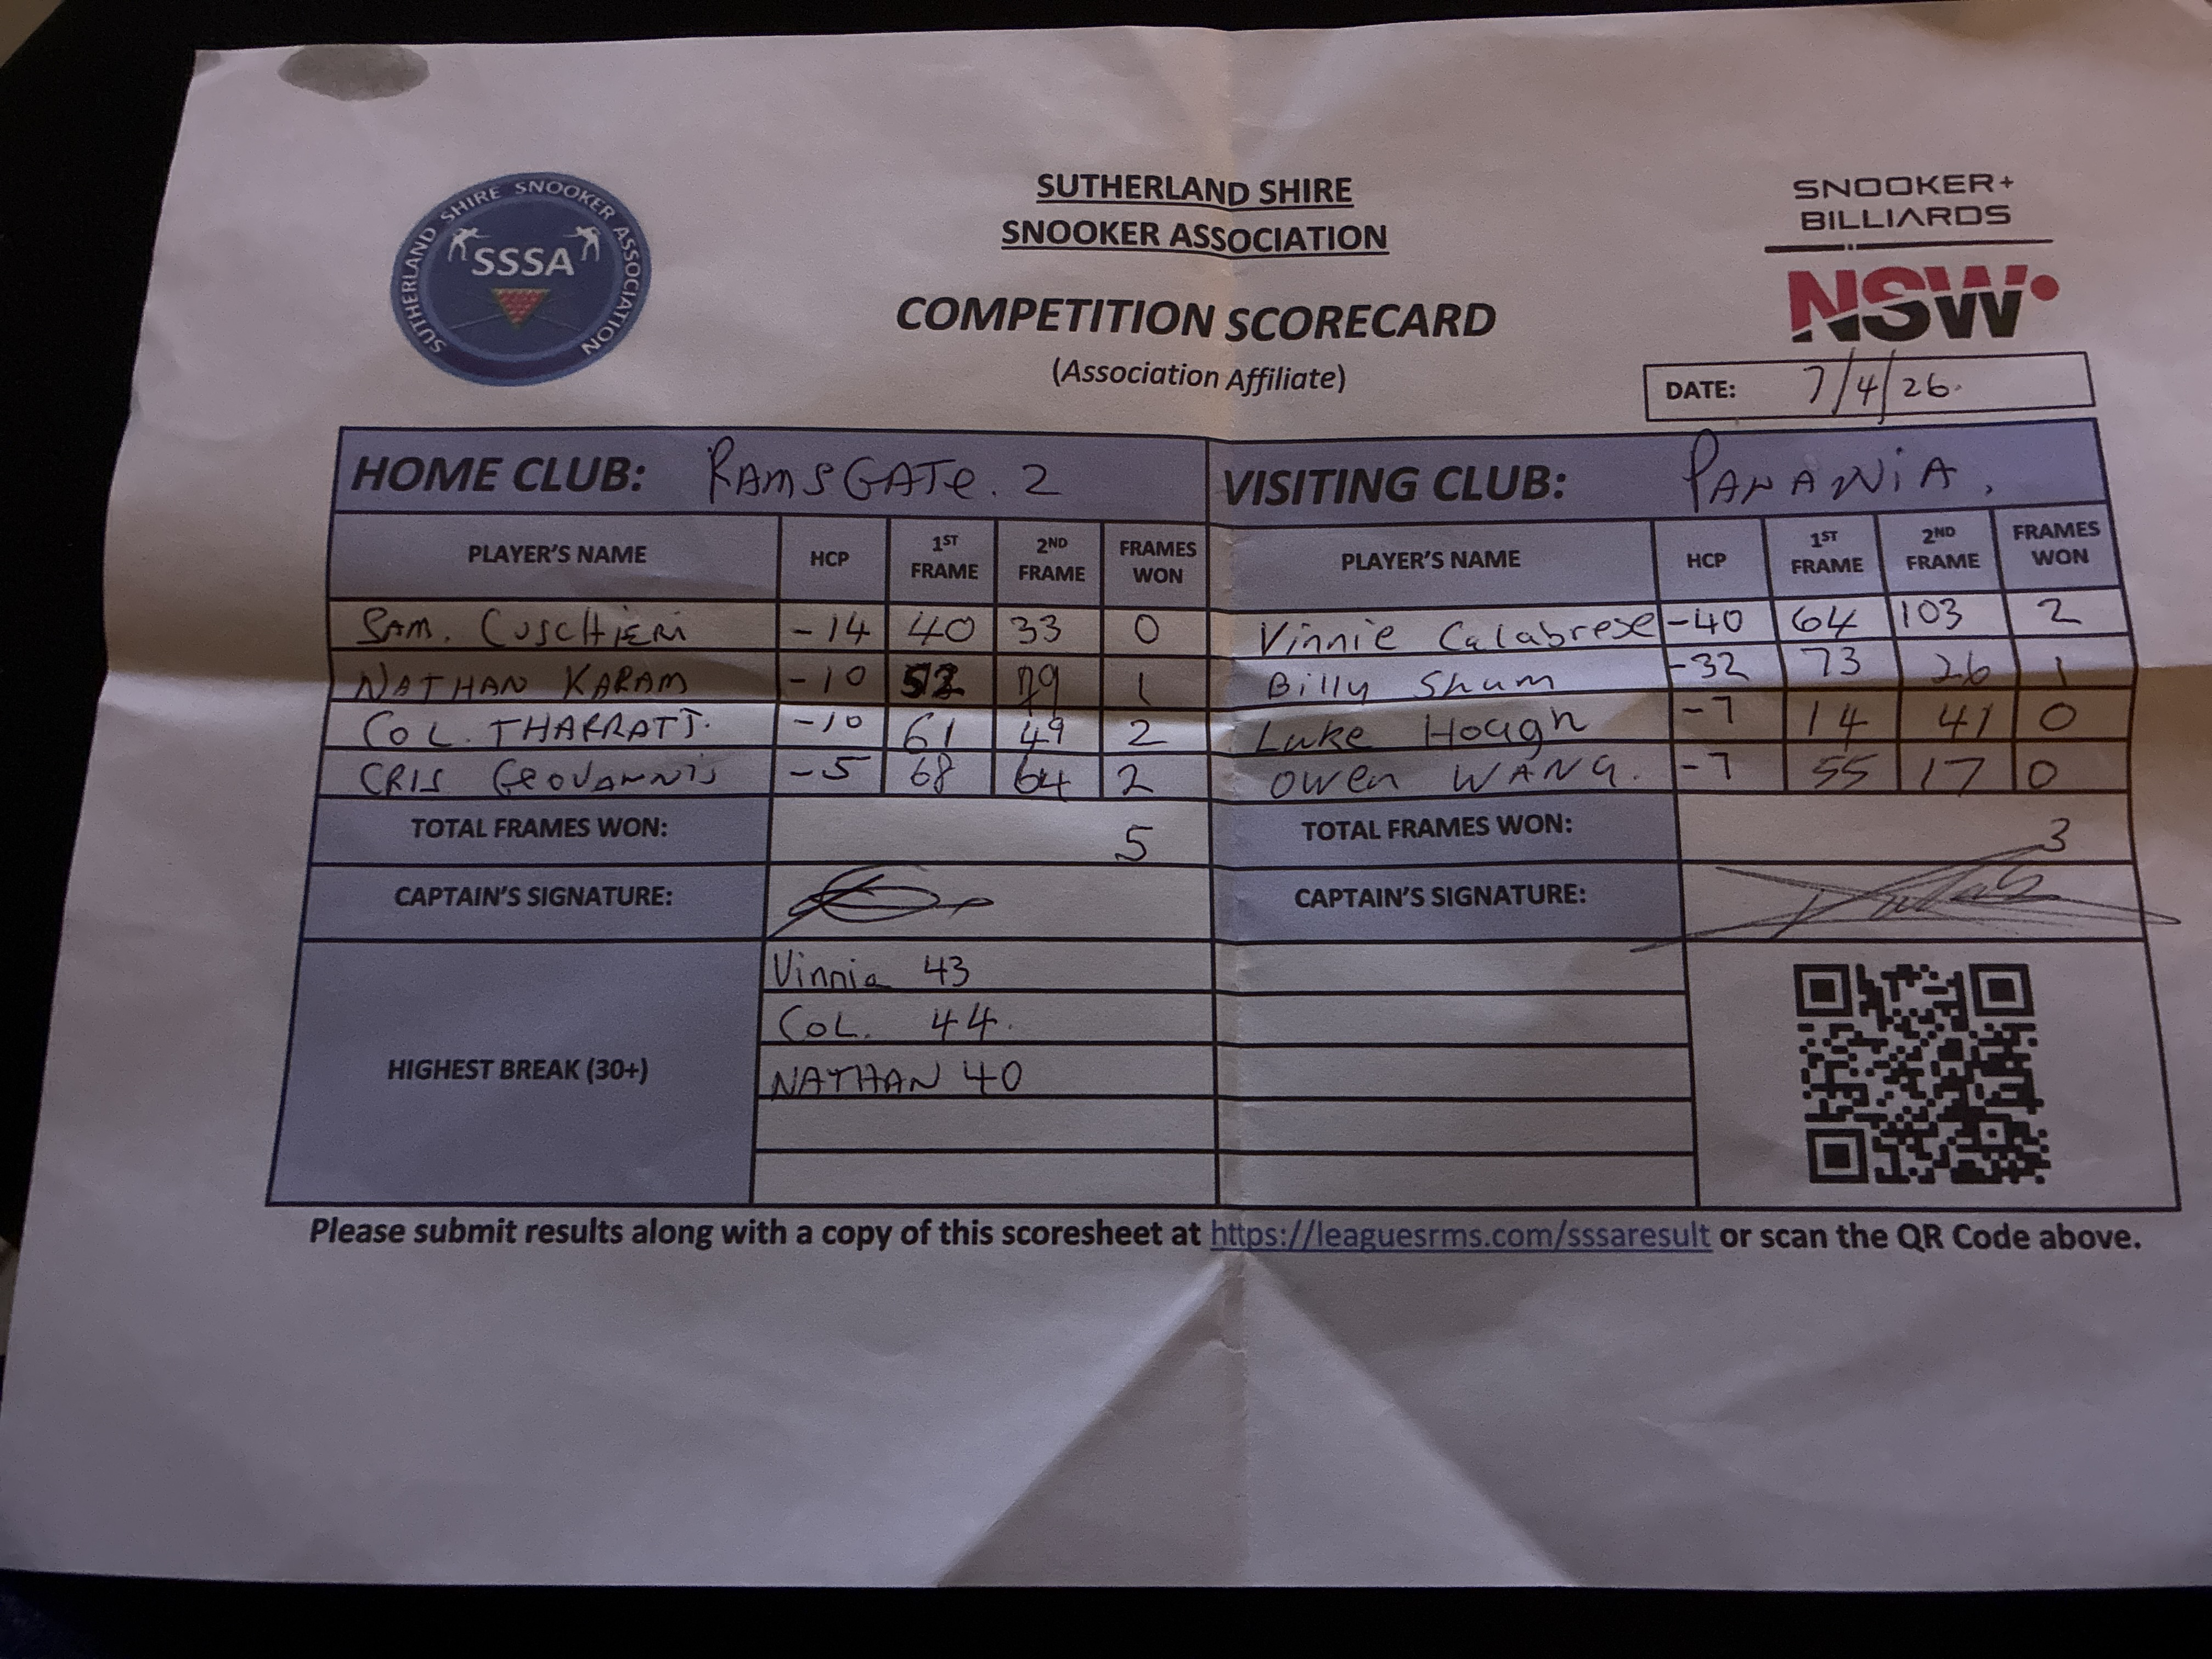 SUTHERLAND SHIRE SNOOKER ASSOCIATION
SSSA
SUTHERLAND SHIRE
SNOOKER ASSOCIATION
COMPETITION SCORECARD
(Association Affiliate)
SNOOKER+
BILLIARDS
NSW
DATE: 7/4/26.
HOME CLUB: RAMSGATe. 2 VISITING CLUB: PANANiA.
PLAYER'S NAME HCP 1ST FRAME 2ND FRAME FRAMES WON PLAYER'S NAME HCP 1ST FRAME 2ND FRAME FRAMES WON
SAM. CUSCHIERI -14 40 33 0 Vinnie Calabrese -40 64 103 2
NATHAN KARAM -10 52 79 1 Billy Shum -32 73 26 1
COL. THARRATT. -10 61 49 2 Luke Hough -7 14 41 0
CRIS GEOVANNIS -5 68 64 2 Owen WANG. -7 55 17 0
TOTAL FRAMES WON: 5 TOTAL FRAMES WON: 3
CAPTAIN'S SIGNATURE: CAPTAIN'S SIGNATURE:
HIGHEST BREAK (30+)
Vinnie 43
COL. 44.
NATHAN 40
Please submit results along with a copy of this scoresheet at https://leaguesrms.com/sssaresult or scan the QR Code above.